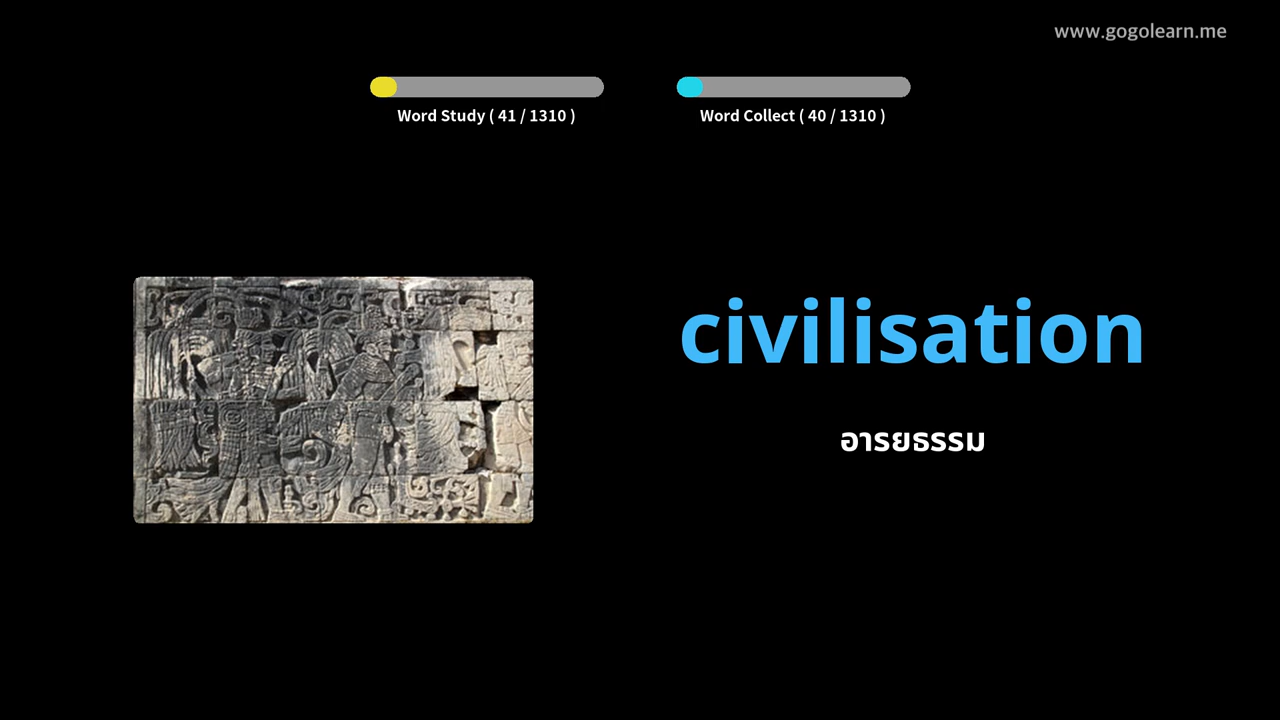 www.gogolearn.me
Word Study ( 41 / 1310 )
Word Collect ( 40 / 1310 )
civilisation
อารยธรรม